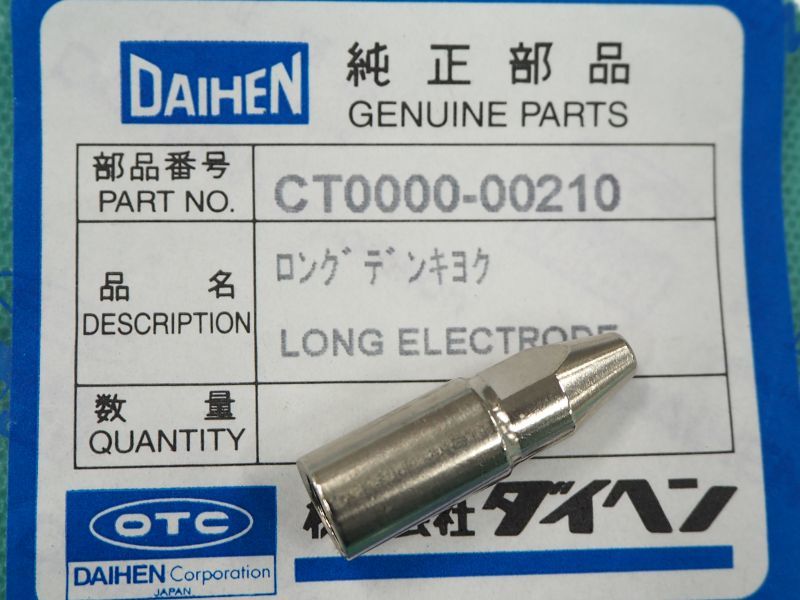 DAIHEN 純正部品
GENUINE PARTS
部品番号
PART NO.
CT0000-00210
品名
DESCRIPTION
ロングデンキヨク
LONG ELECTRODE
数量
QUANTITY
OTC
DAIHEN Corporation
JAPAN
ダイヘン